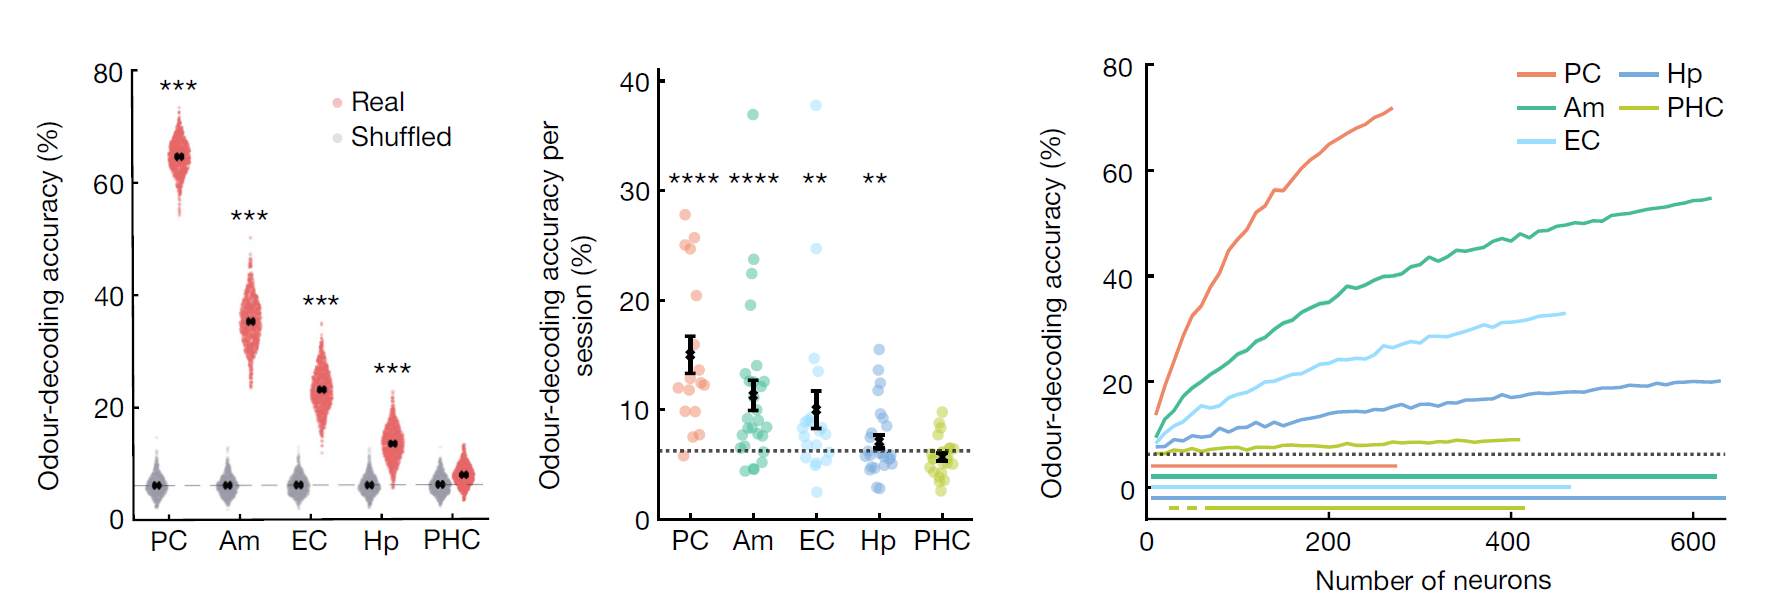 Odour-decoding accuracy (%)
80
60
40
20
0
***
***
***
***
Real
Shuffled
PC Am EC Hp PHC
Odour-decoding accuracy per
session (%)
40
30
20
10
0
**** **** ** **
PC Am EC Hp PHC
Odour-decoding accuracy (%)
80
60
40
20
0
PC Hp
Am PHC
EC
0 200 400 600
Number of neurons